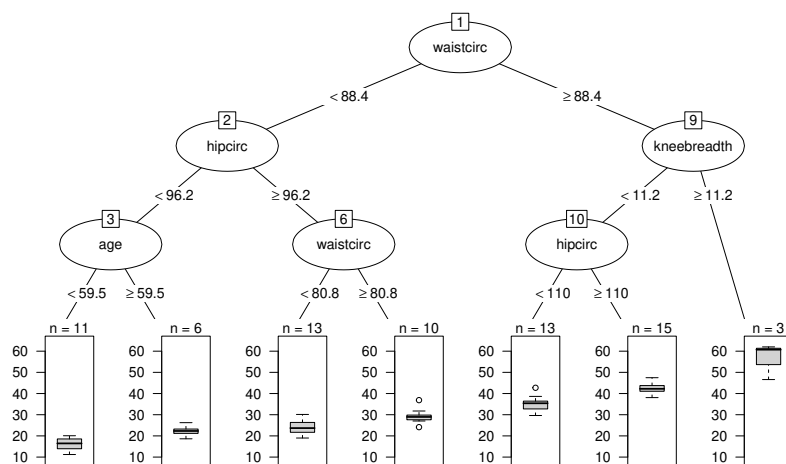 1
waistcirc
< 88.4
≥ 88.4
2
hipcirc
9
kneebreadth
< 96.2
≥ 96.2
< 11.2
≥ 11.2
3
age
6
waistcirc
10
hipcirc
< 59.5
≥ 59.5
< 80.8
≥ 80.8
< 110
≥ 110
n = 11
n = 6
n = 13
n = 10
n = 13
n = 15
n = 3
60 60 60 60 60 60 60
50 50 50 50 50 50 50
40 40 40 40 40 40 40
30 30 30 30 30 30 30
20 20 20 20 20 20 20
10 10 10 10 10 10 10